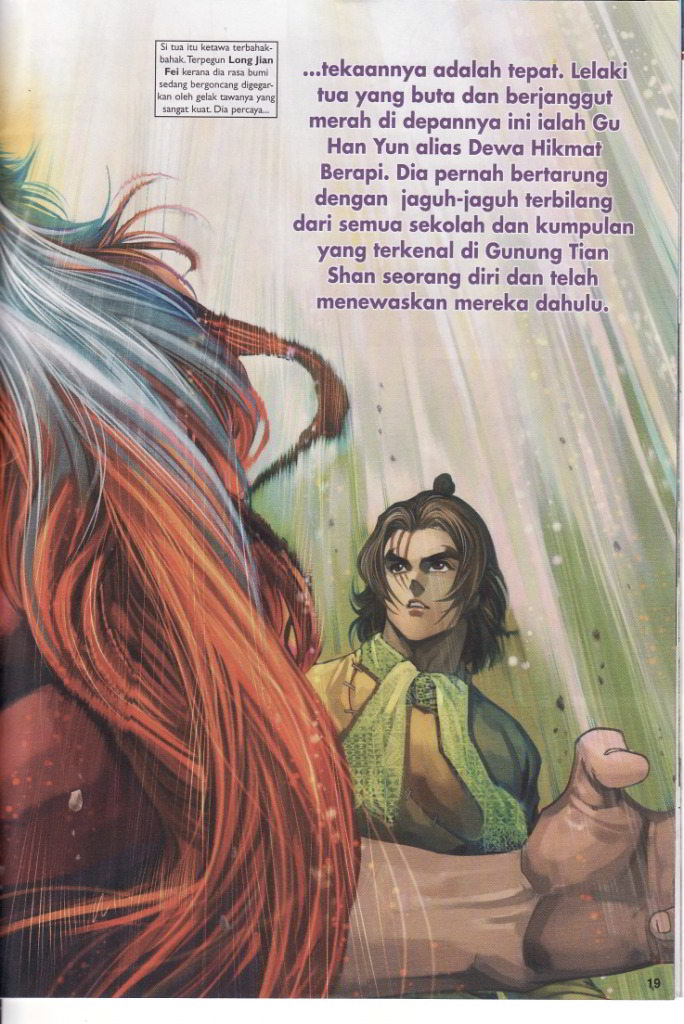 Si tua itu ketawa terbahak-
bahak. Terpegun Long Jian
Fei kerana dia rasa bumi
sedang bergoncang digegar-
kan oleh gelak tawanya yang
sangat kuat. Dia percaya...
...tekaannya adalah tepat. Lelaki
tua yang buta dan berjanggut
merah di depannya ini ialah Gu
Han Yun alias Dewa Hikmat
Berapi. Dia pernah bertarung
dengan jaguh-jaguh terbilang
dari semua sekolah dan kumpulan
yang terkenal di Gunung Tian
Shan seorang diri dan telah
menewaskan mereka dahulu.
19